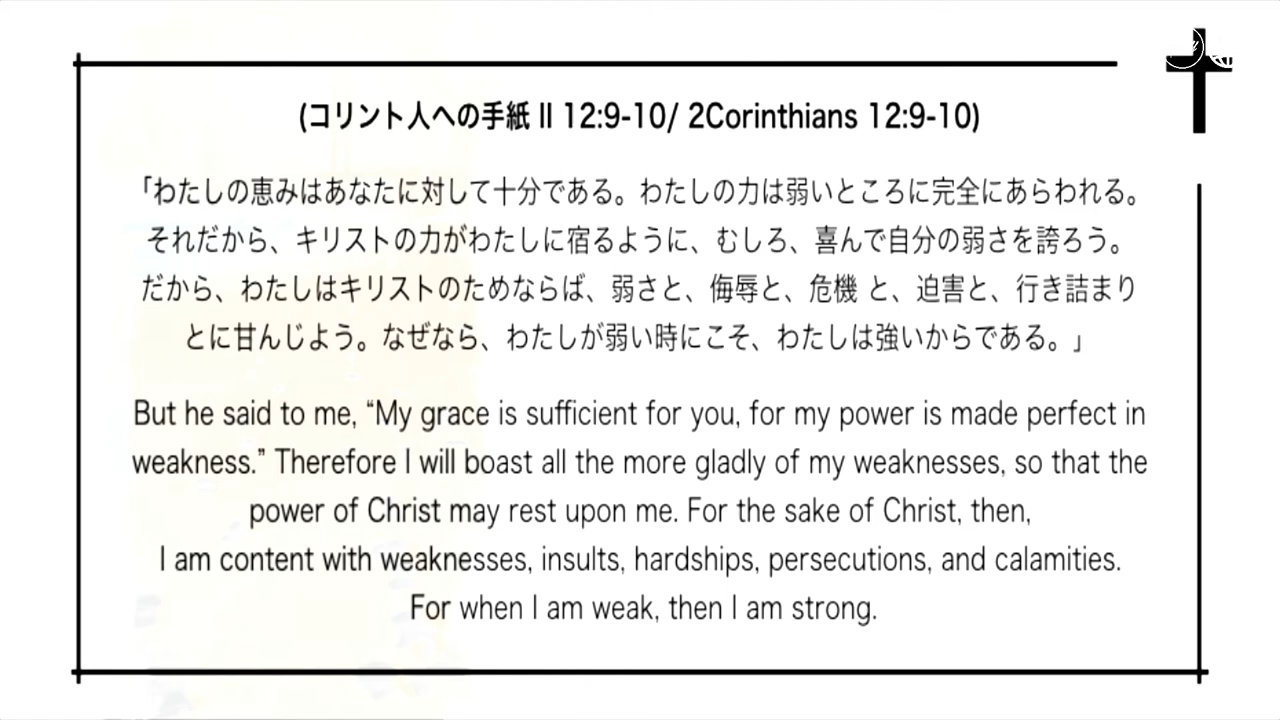 (コリント人への手紙 II 12:9-10/ 2Corinthians 12:9-10)
「わたしの恵みはあなたに対して十分である。わたしの力は弱いところに完全にあらわれる。
それだから、キリストの力がわたしに宿るように、むしろ、喜んで自分の弱さを誇ろう。
だから、わたしはキリストのためならば、弱さと、侮辱と、危機 と、迫害と、行き詰まり
とに甘んじよう。なぜなら、わたしが弱い時にこそ、わたしは強いからである。」
But he said to me, “My grace is sufficient for you, for my power is made perfect in
weakness.” Therefore I will boast all the more gladly of my weaknesses, so that the
power of Christ may rest upon me. For the sake of Christ, then,
I am content with weaknesses, insults, hardships, persecutions, and calamities.
For when I am weak, then I am strong.